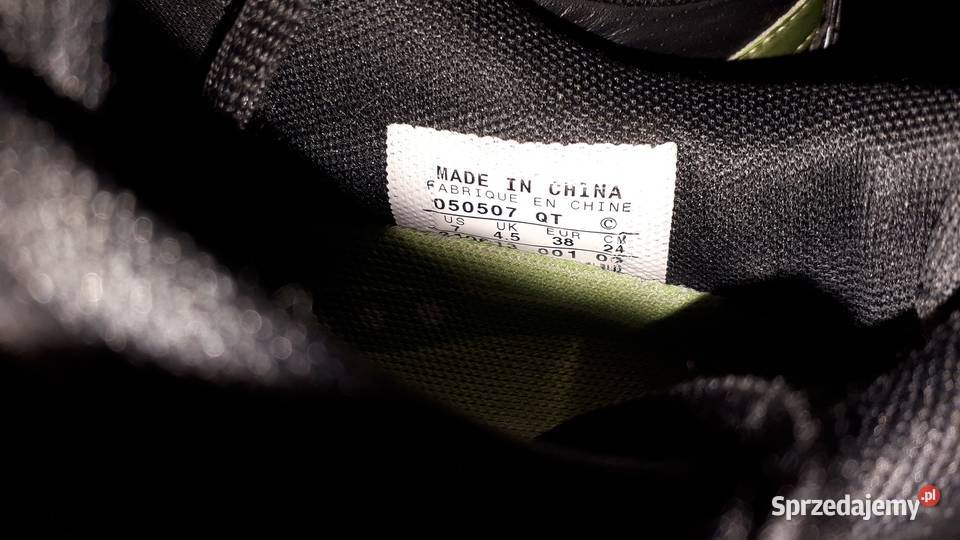 MADE IN CHINA
FABRIQUE EN CHINE
050507 QT ©
US UK EUR CM
7 4.5 38 24
001
Sprzedajemy.pl